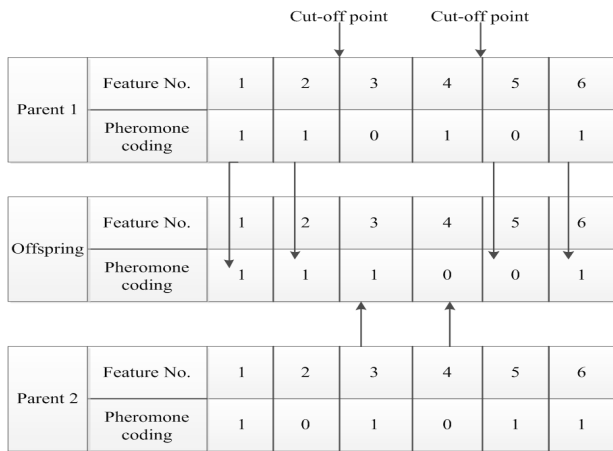 Cut-off point Cut-off point
Parent 1 Feature No. 1 2 3 4 5 6
Pheromone coding 1 1 0 1 0 1
Offspring Feature No. 1 2 3 4 5 6
Pheromone coding 1 1 1 0 0 1
Parent 2 Feature No. 1 2 3 4 5 6
Pheromone coding 1 0 1 0 1 1